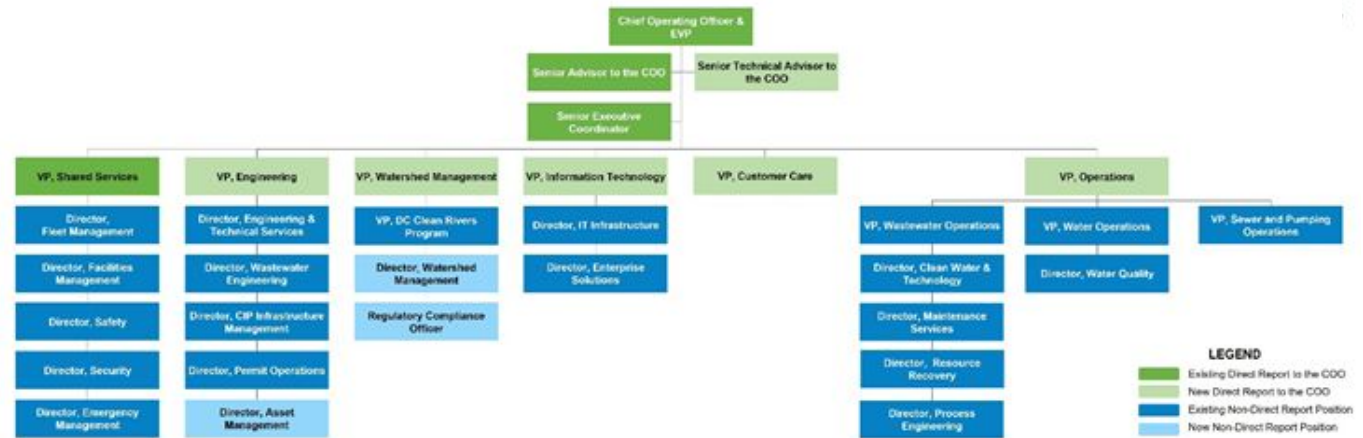 Chief Operating Officer &
EVP
Senior Advisor to the COO
Senior Technical Advisor to
the COO
Senior Executive
Coordinator
VP, Shared Services
VP, Engineering
VP, Watershed Management
VP, Information Technology
VP, Customer Care
VP, Operations
Director,
Fleet Management
Director, Engineering &
Technical Services
VP, DC Clean Rivers
Program
Director, IT Infrastructure
VP, Wastewater Operations
VP, Water Operations
VP, Sewer and Pumping
Operations
Director, Facilities
Management
Director, Wastewater
Engineering
Director, Watershed
Management
Director, Enterprise
Solutions
Director, Clean Water &
Technology
Director, Water Quality
Director, Safety
Director, CIP Infrastructure
Management
Regulatory Compliance
Officer
Director, Maintenance
Services
Director, Security
Director, Permit Operations
Director, Resource
Recovery
Director, Emergency
Management
Director, Asset
Management
Director, Process
Engineering
LEGEND
Existing Direct Report to the COO
New Direct Report to the COO
Existing Non-Direct Report Position
New Non-Direct Report Position